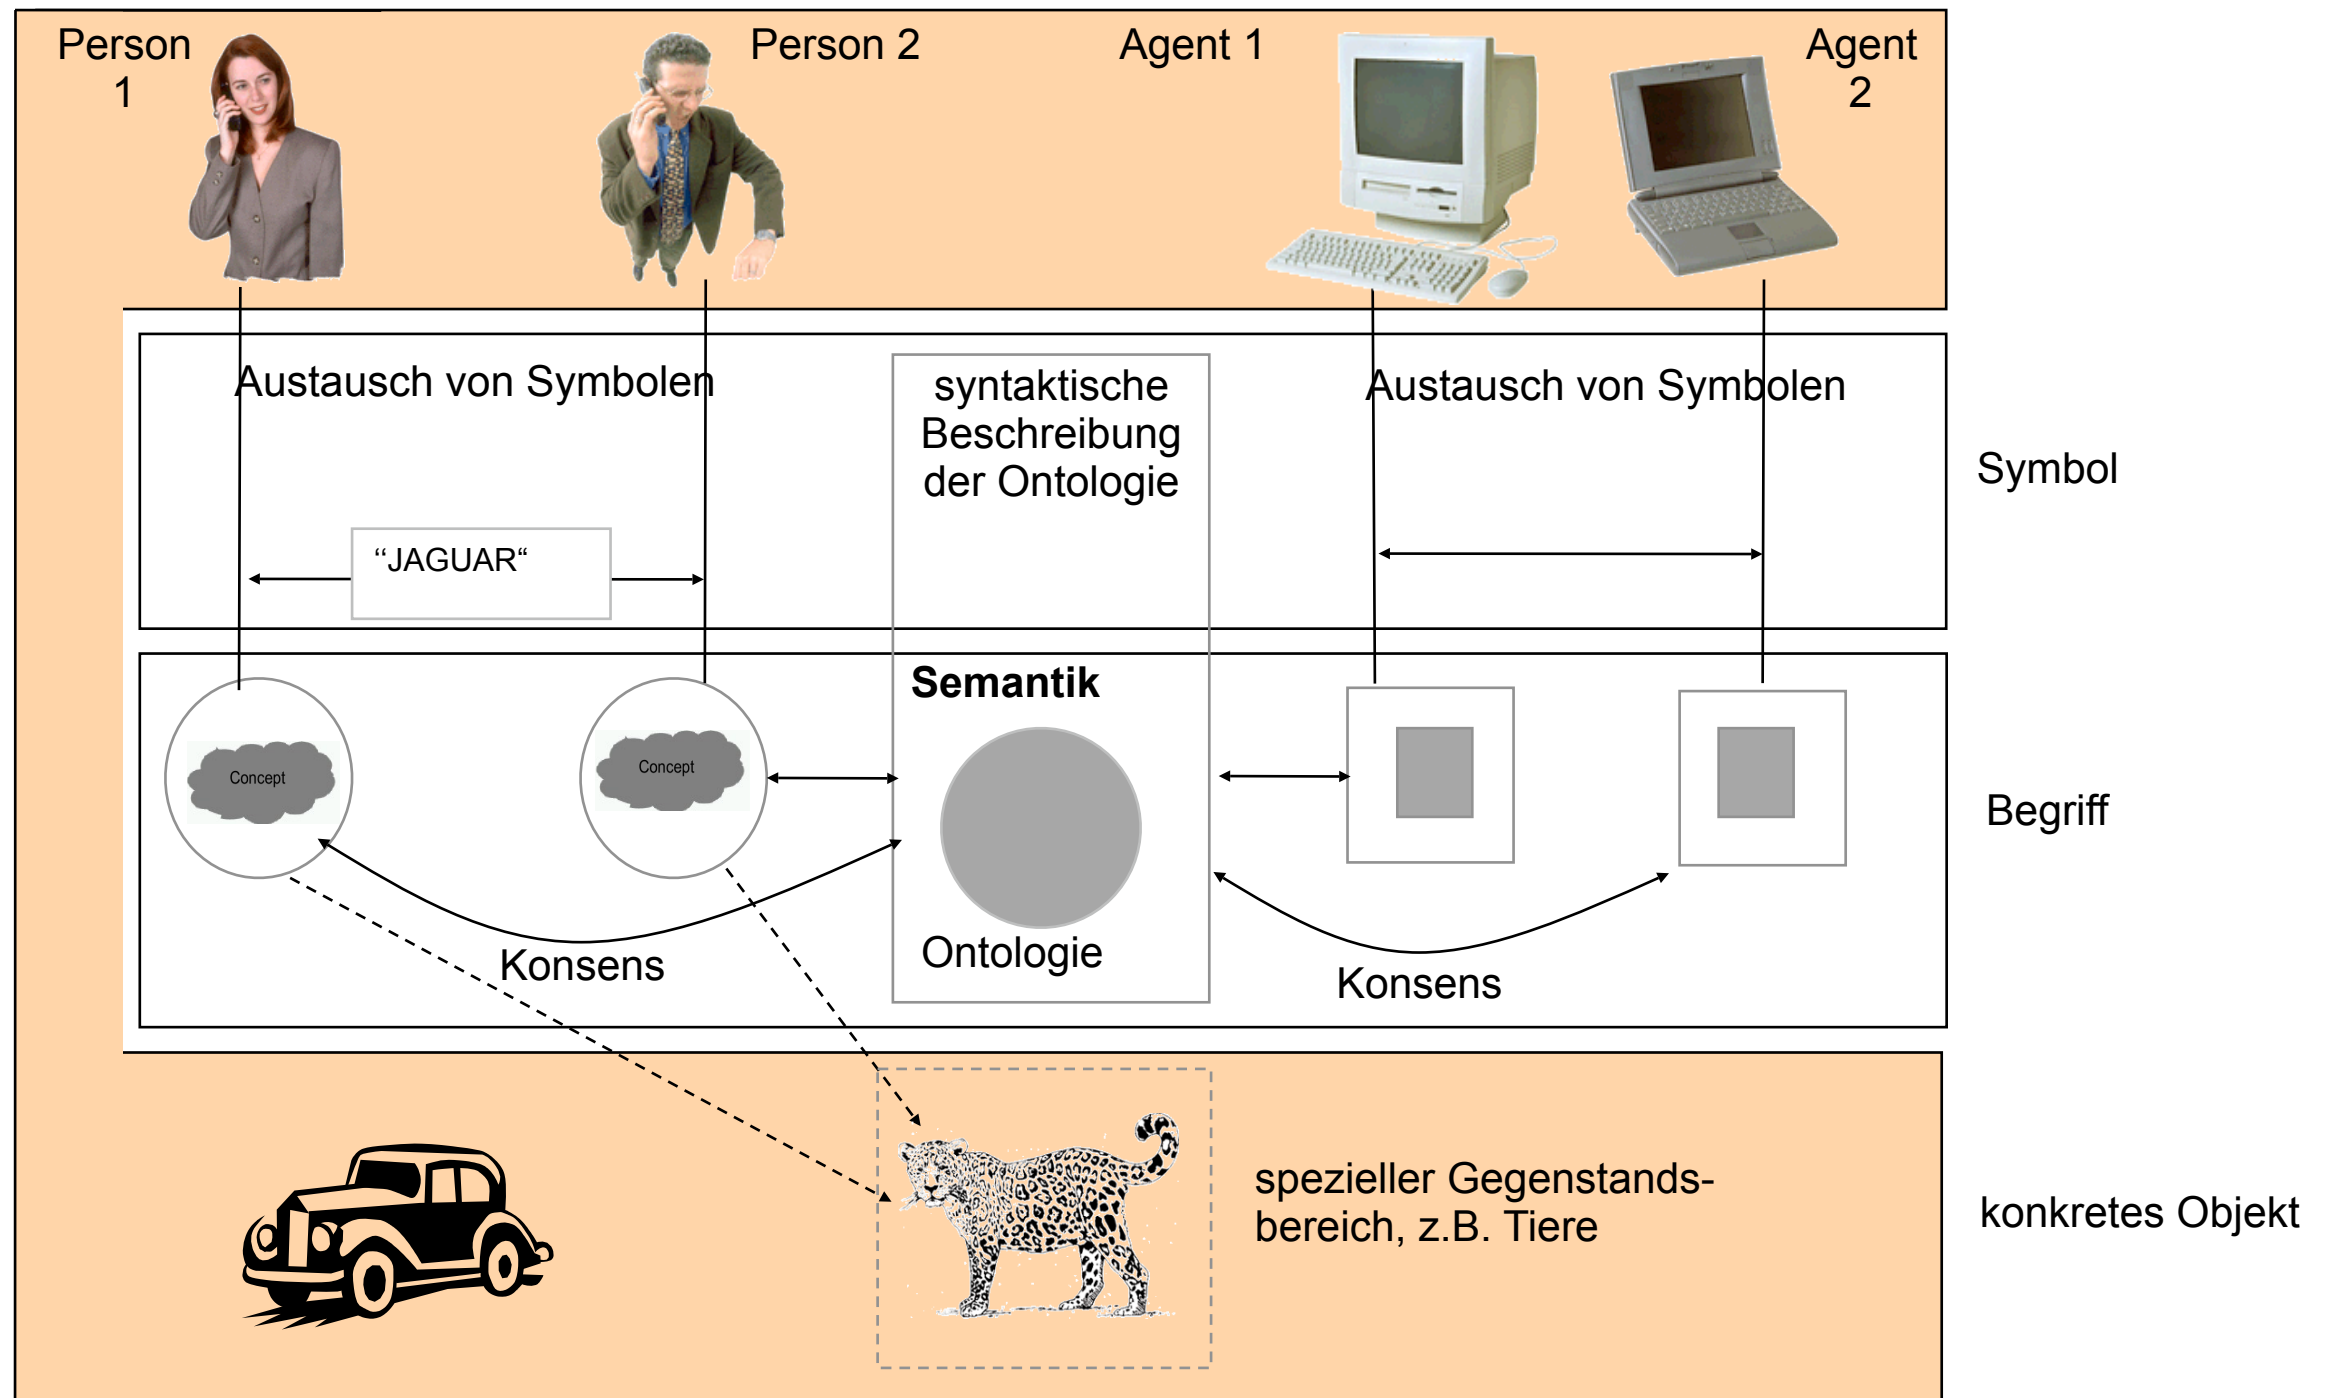 Person
1
Person 2
Agent 1
Agent
2
Austausch von Symbolen
syntaktische
Beschreibung
der Ontologie
Austausch von Symbolen
Symbol
‘‘JAGUAR“
Semantik
Concept
Concept
Begriff
Ontologie
Konsens
Konsens
spezieller Gegenstands-
bereich, z.B. Tiere
konkretes Objekt